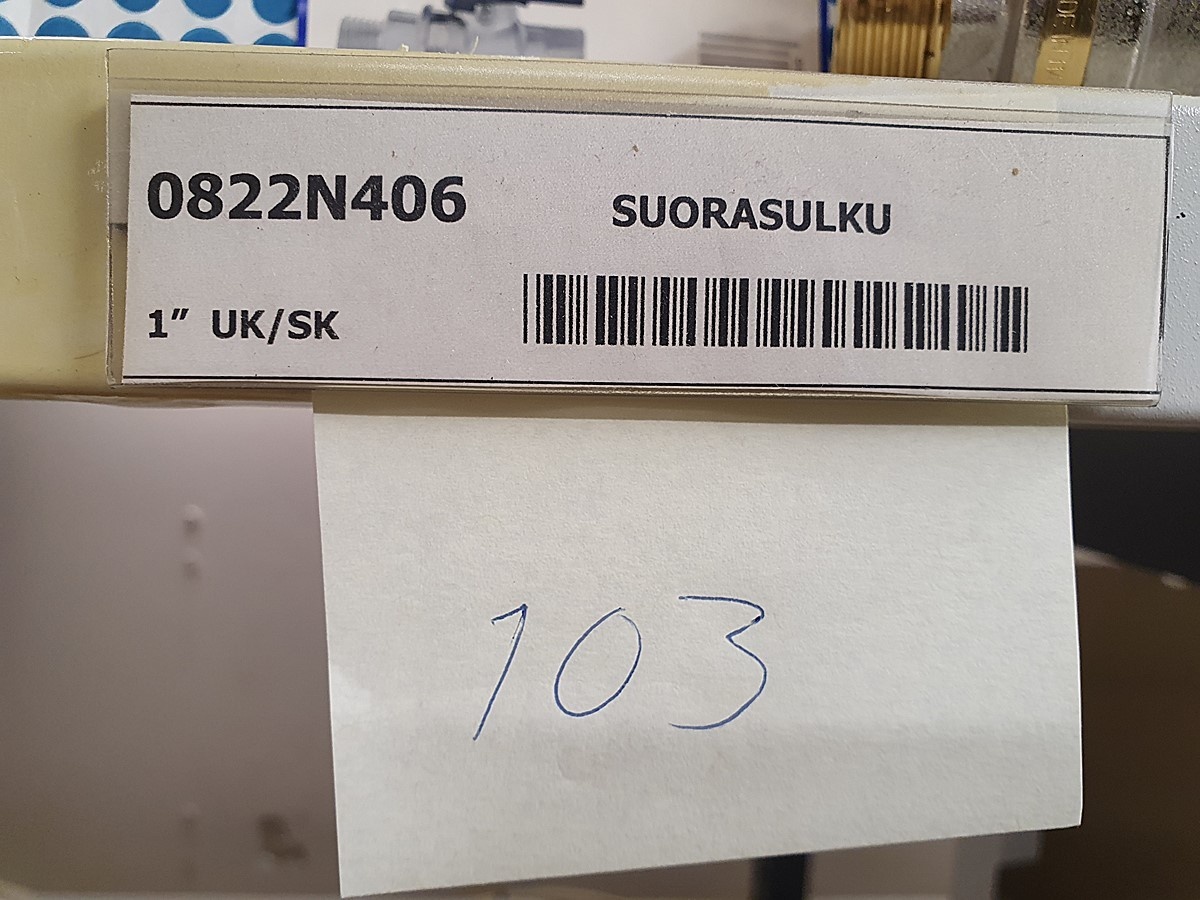 0822N406
SUORASULKU
1” UK/SK
103